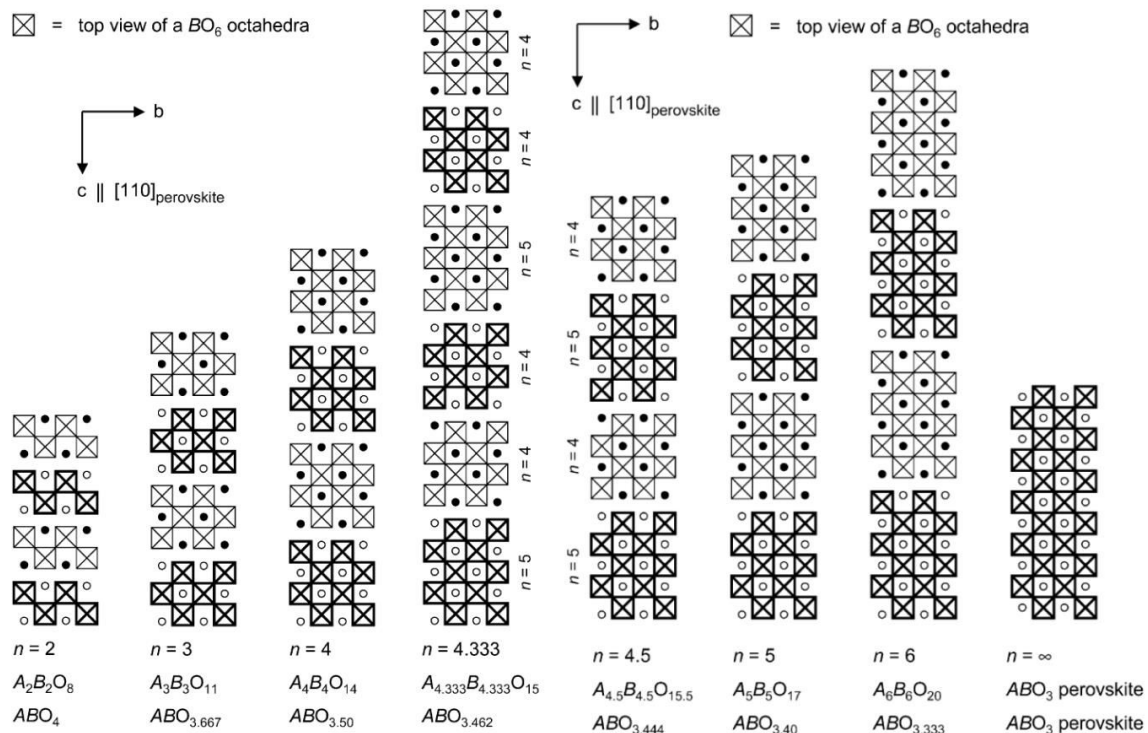 = top view of a BO₆ octahedra
b
c || [110]perovskite
n = 4
n = 4
n = 5
n = 4
n = 4
n = 5
n = 2
A₂B₂O₈
ABO₄
n = 3
A₃B₃O₁₁
ABO₃.₆₆₇
n = 4
A₄B₄O₁₄
ABO₃.₅₀
n = 4.333
A₄.₃₃₃B₄.₃₃₃O₁₅
ABO₃.₄₆₂
b
c || [110]perovskite
= top view of a BO₆ octahedra
n = 4
n = 5
n = 4
n = 5
n = 4.5
A₄.₅B₄.₅O₁₅.₅
ABO₃.₄₄₄
n = 5
A₅B₅O₁₇
ABO₃.₄₀
n = 6
A₆B₆O₂₀
ABO₃.₃₃₃
n = ∞
ABO₃ perovskite
ABO₃ perovskite